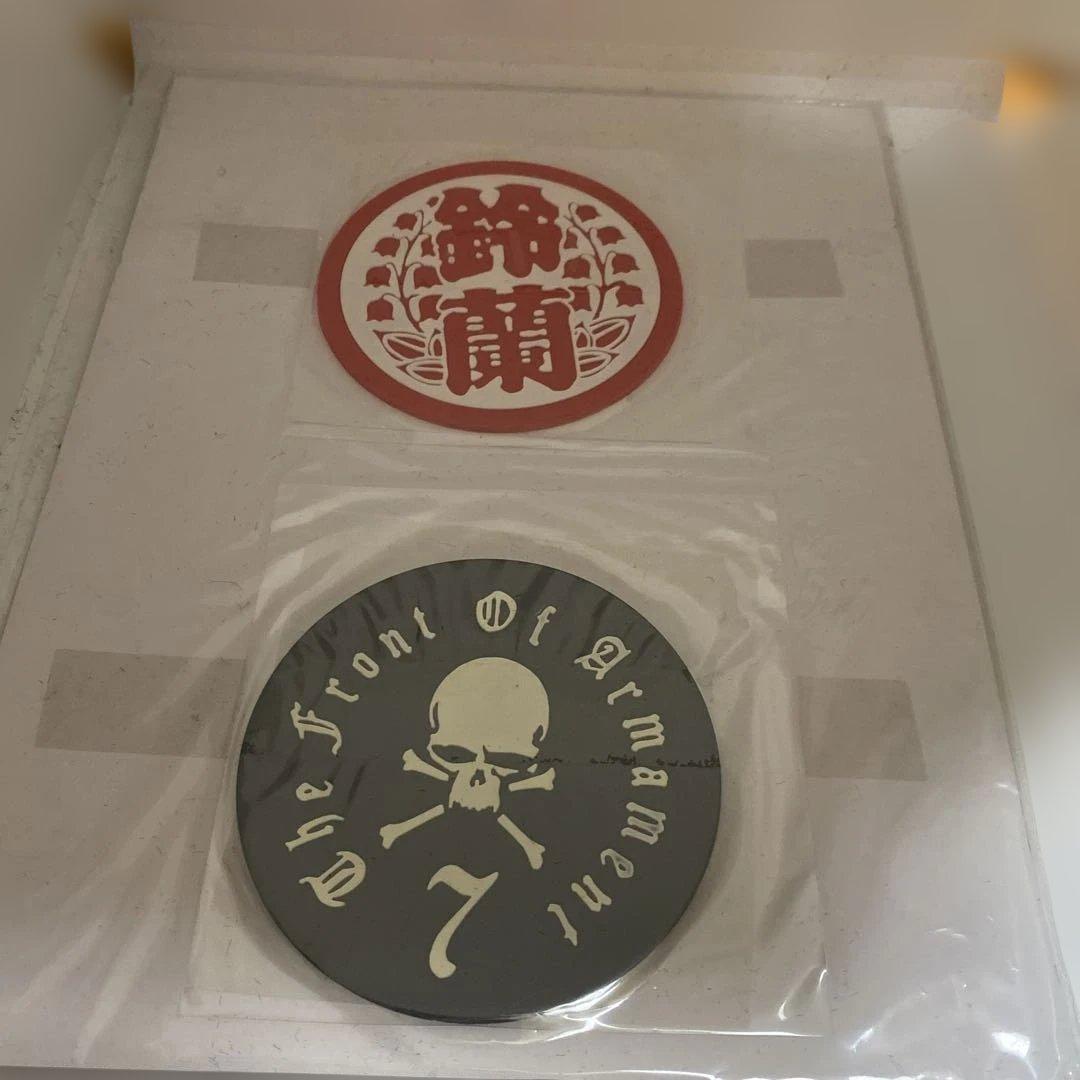 鈴
蘭
The Front Of Armament
7